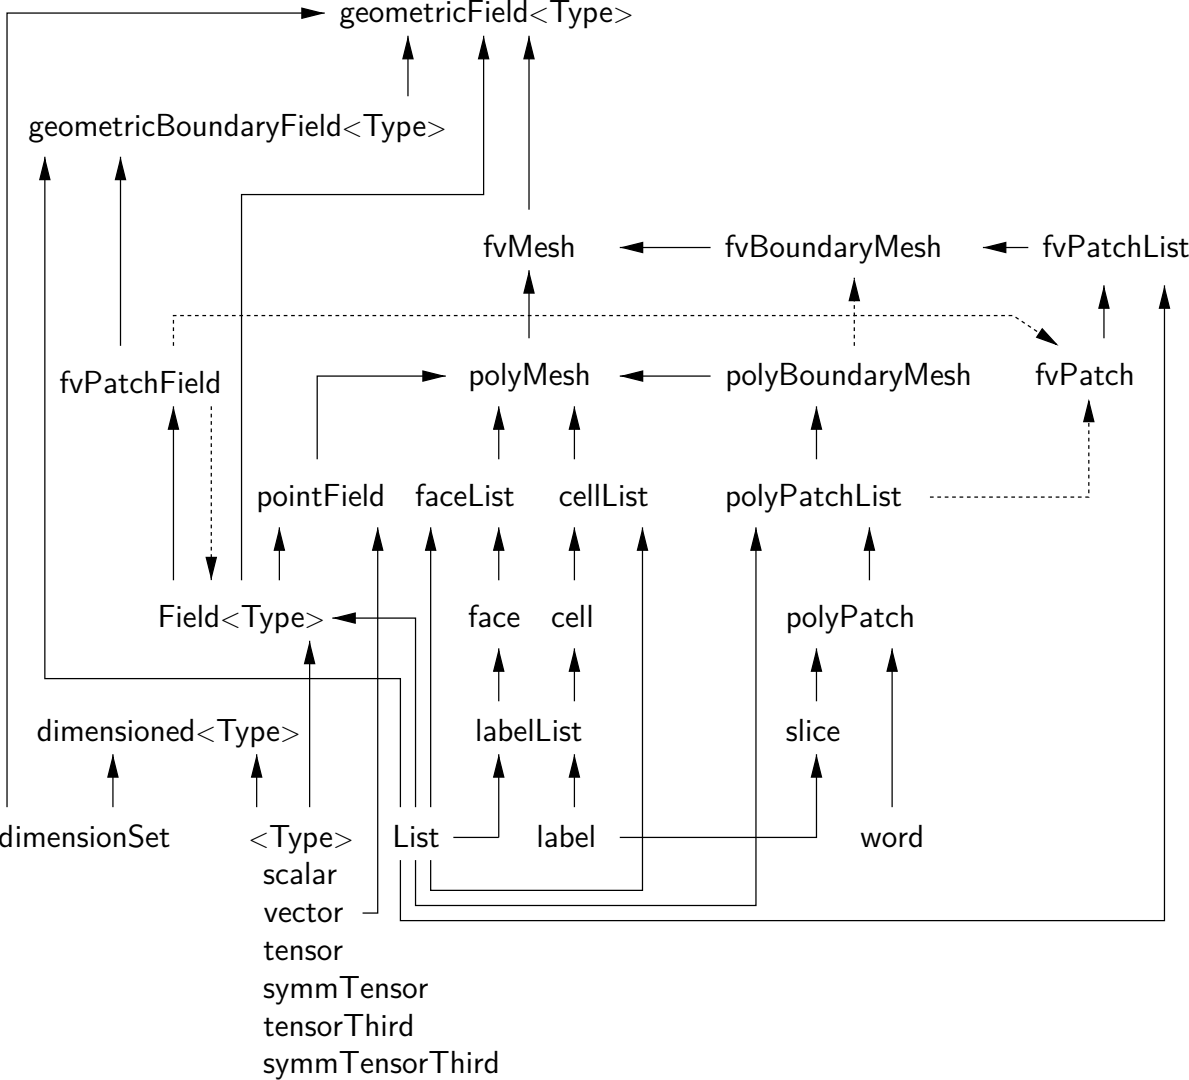 geometricField<Type>
geometricBoundaryField<Type>
fvMesh fvBoundaryMesh fvPatchList
fvPatchField polyMesh polyBoundaryMesh fvPatch
pointField faceList cellList polyPatchList
Field<Type> face cell polyPatch
dimensioned<Type> labelList slice
dimensionSet <Type> List label word
scalar
vector
tensor
symmTensor
tensorThird
symmTensorThird